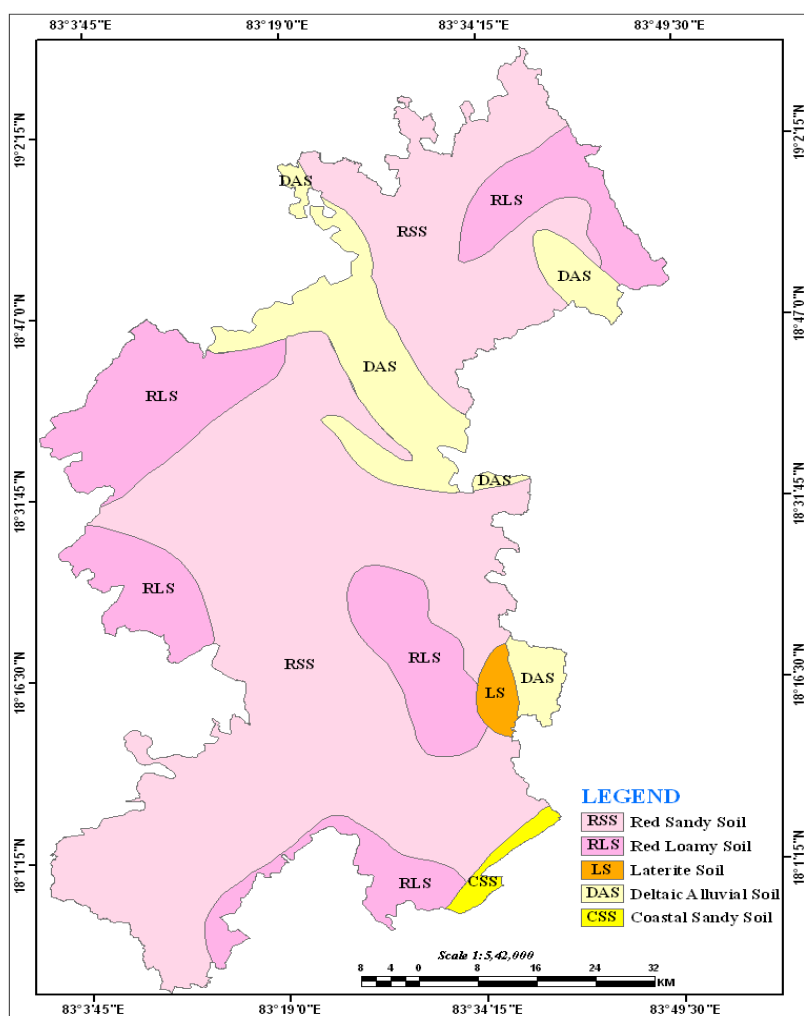 83°3'45"E 83°19'0"E 83°34'15"E 83°49'30"E
19°2'15"N 19°2'15"N
DAS
RLS
RSS
DAS
18°47'0"N 18°47'0"N
DAS
RLS
DAS
18°31'45"N 18°31'45"N
RLS
RSS
RLS
DAS
LS
18°16'30"N 18°16'30"N
LEGEND
RSS Red Sandy Soil
RLS Red Loamy Soil
LS Laterite Soil
DAS Deltaic Alluvial Soil
CSS Coastal Sandy Soil
18°1'15"N 18°1'15"N
RLS
CSS
Scale 1:5,42,000
8 4 0 8 16 24 32
KM
83°3'45"E 83°19'0"E 83°34'15"E 83°49'30"E